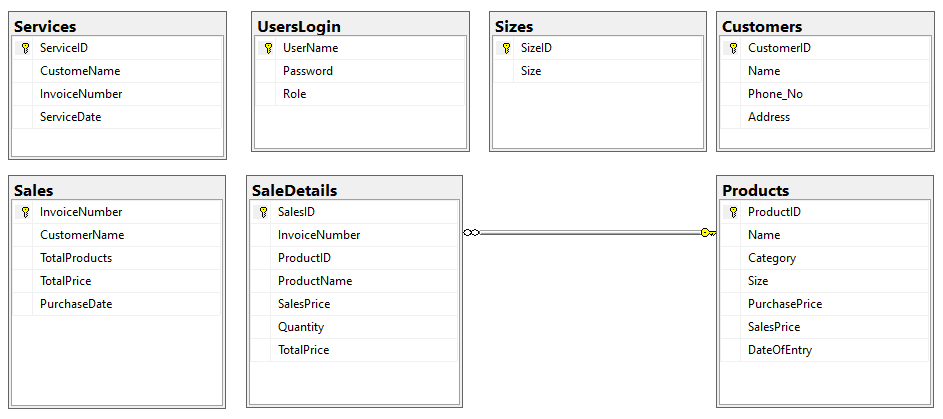 Services
ServiceID
CustomeName
InvoiceNumber
ServiceDate
UsersLogin
UserName
Password
Role
Sizes
SizeID
Size
Customers
CustomerID
Name
Phone_No
Address
Sales
InvoiceNumber
CustomerName
TotalProducts
TotalPrice
PurchaseDate
SaleDetails
SalesID
InvoiceNumber
ProductID
ProductName
SalesPrice
Quantity
TotalPrice
Products
ProductID
Name
Category
Size
PurchasePrice
SalesPrice
DateOfEntry